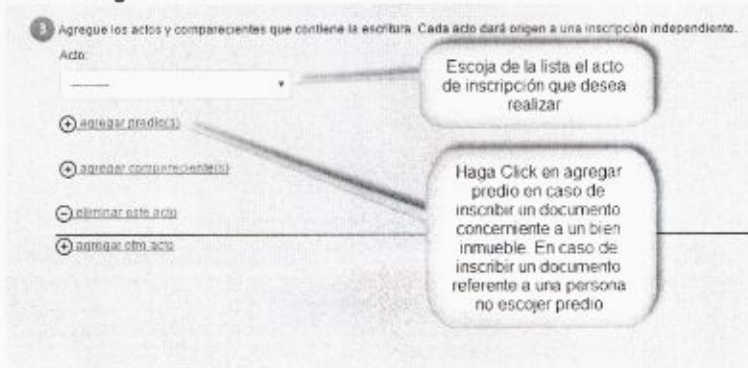 3 Agregue los actos y comparecientes que contiene la escritura. Cada acto dará origen a una inscripción independiente.
Acto:
---------
Escoja de la lista el acto
de inscripción que desea
realizar
agregar predio(s)
agregar compareciente(s)
eliminar este acto
agregar otro acto
Haga Click en agregar
predio en caso de
inscribir un documento
concerniente a un bien
inmueble. En caso de
inscribir un documento
referente a una persona
no escojer predio